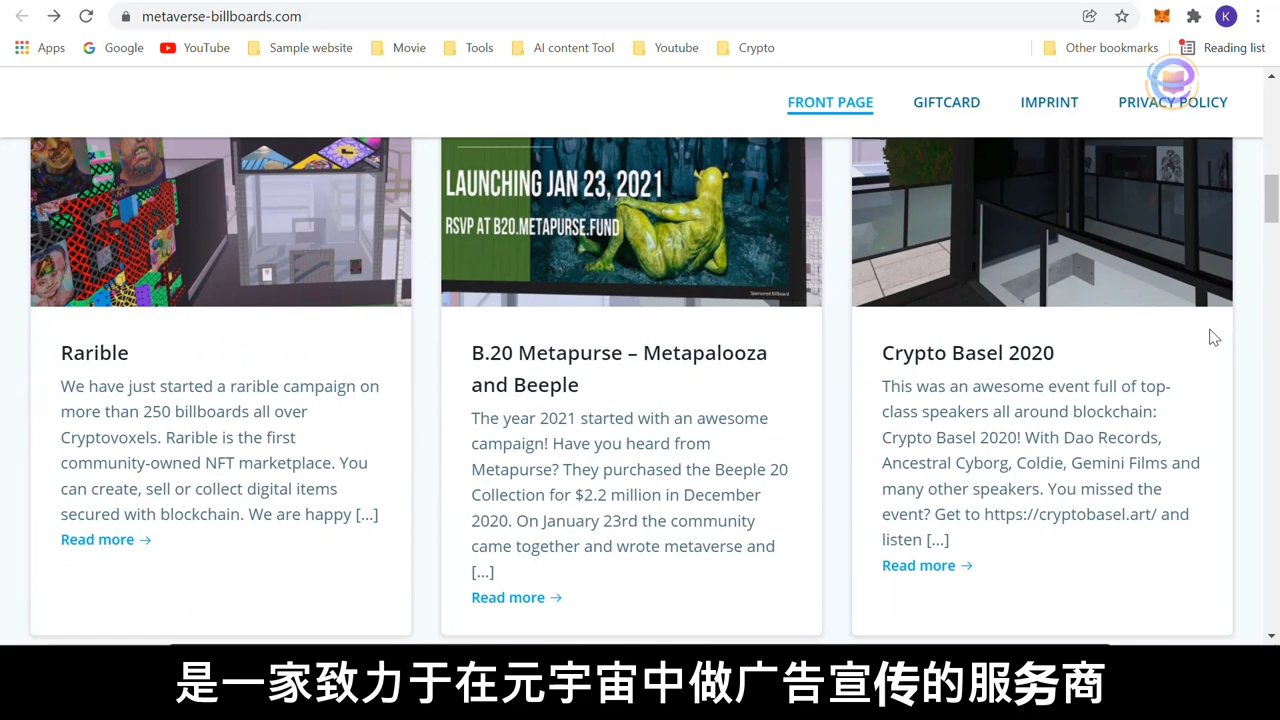 metaverse-billboards.com
Apps Google YouTube Sample website Movie Tools AI content Tool Youtube Crypto Other bookmarks Reading list
K
FRONT PAGE GIFTCARD IMPRINT PRIVACY POLICY
LAUNCHING JAN 23, 2021
RSVP AT B20.METAPURSE.FUND
Rarible
We have just started a rarible campaign on
more than 250 billboards all over
Cryptovoxels. Rarible is the first
community-owned NFT marketplace. You
can create, sell or collect digital items
secured with blockchain. We are happy [...]
Read more →
B.20 Metapurse – Metapalooza
and Beeple
The year 2021 started with an awesome
campaign! Have you heard from
Metapurse? They purchased the Beeple 20
Collection for $2.2 million in December
2020. On January 23rd the community
came together and wrote metaverse and
[...]
Read more →
Crypto Basel 2020
This was an awesome event full of top-
class speakers all around blockchain:
Crypto Basel 2020! With Dao Records,
Ancestral Cyborg, Coldie, Gemini Films and
many other speakers. You missed the
event? Get to https://cryptobasel.art/ and
listen [...]
Read more →
是一家致力于在元宇宙中做广告宣传的服务商